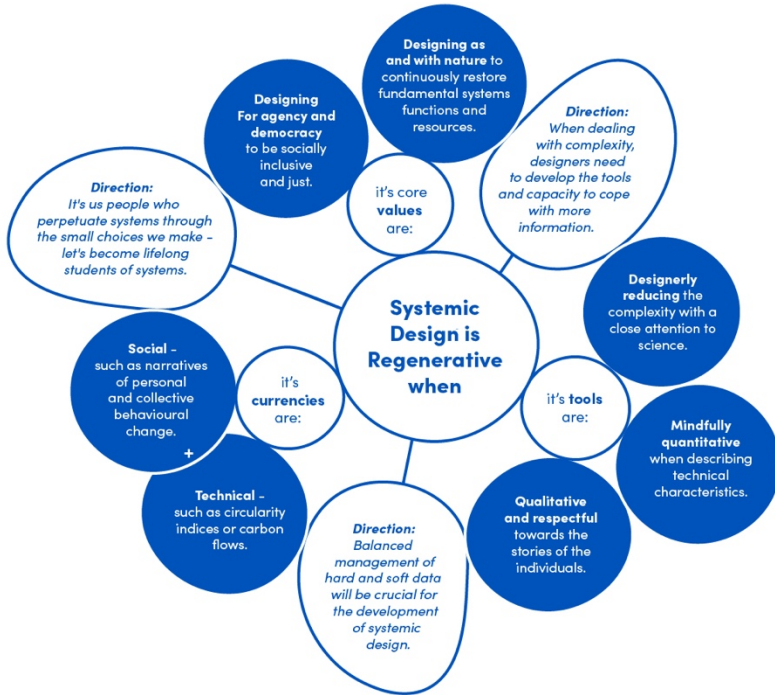 Designing as
and with nature to
continuously restore
fundamental systems
functions and
resources.
Designing
For agency and
democracy
to be socially
inclusive
and just.
Direction:
When dealing
with complexity,
designers need
to develop the tools
and capacity to cope
with more
information.
Direction:
It's us people who
perpetuate systems through
the small choices we make -
let's become lifelong
students of systems.
it's core
values
are:
Systemic
Design is
Regenerative
when
Designerly
reducing the
complexity with a
close attention to
science.
Social -
such as narratives
of personal
and collective
behavioural
change.
+
it's
currencies
are:
it's tools
are:
Mindfully
quantitative
when describing
technical
characteristics.
Technical -
such as circularity
indices or carbon
flows.
Qualitative
and respectful
towards the
stories of the
individuals.
Direction:
Balanced
management of
hard and soft data
will be crucial for
the development
of systemic
design.